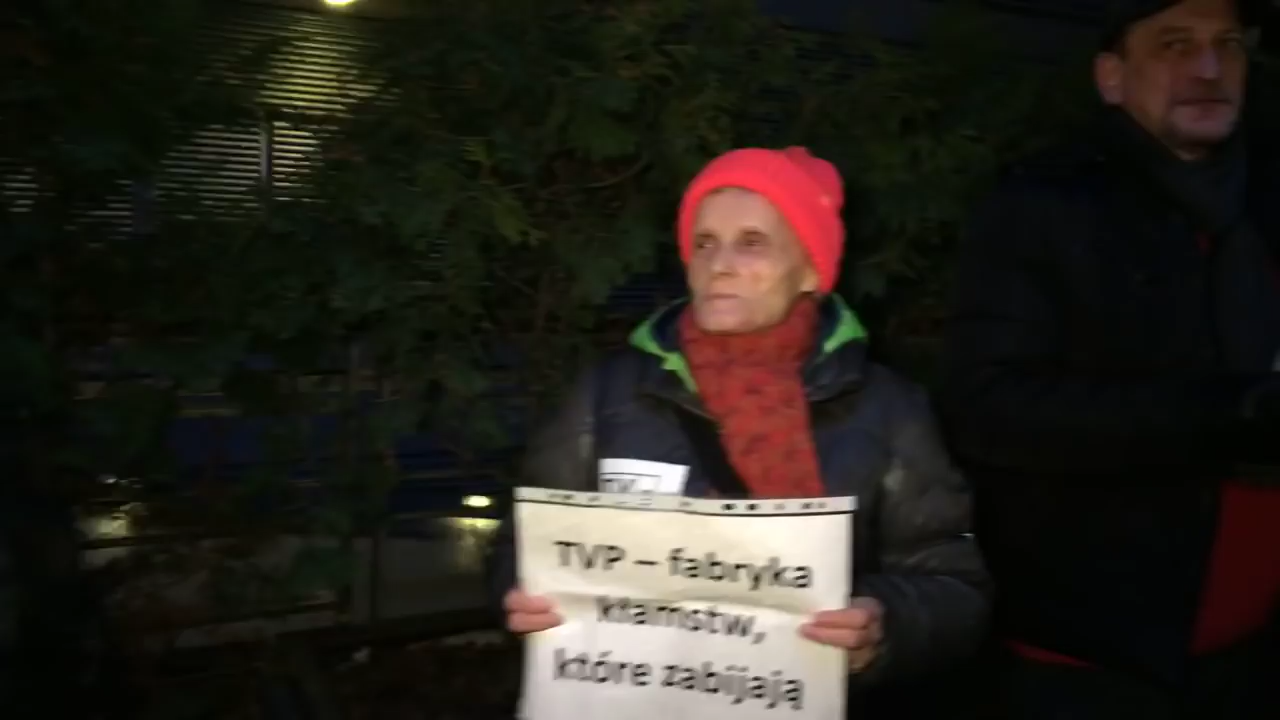 TVP – fabryka
kłamstw,
które zabijają